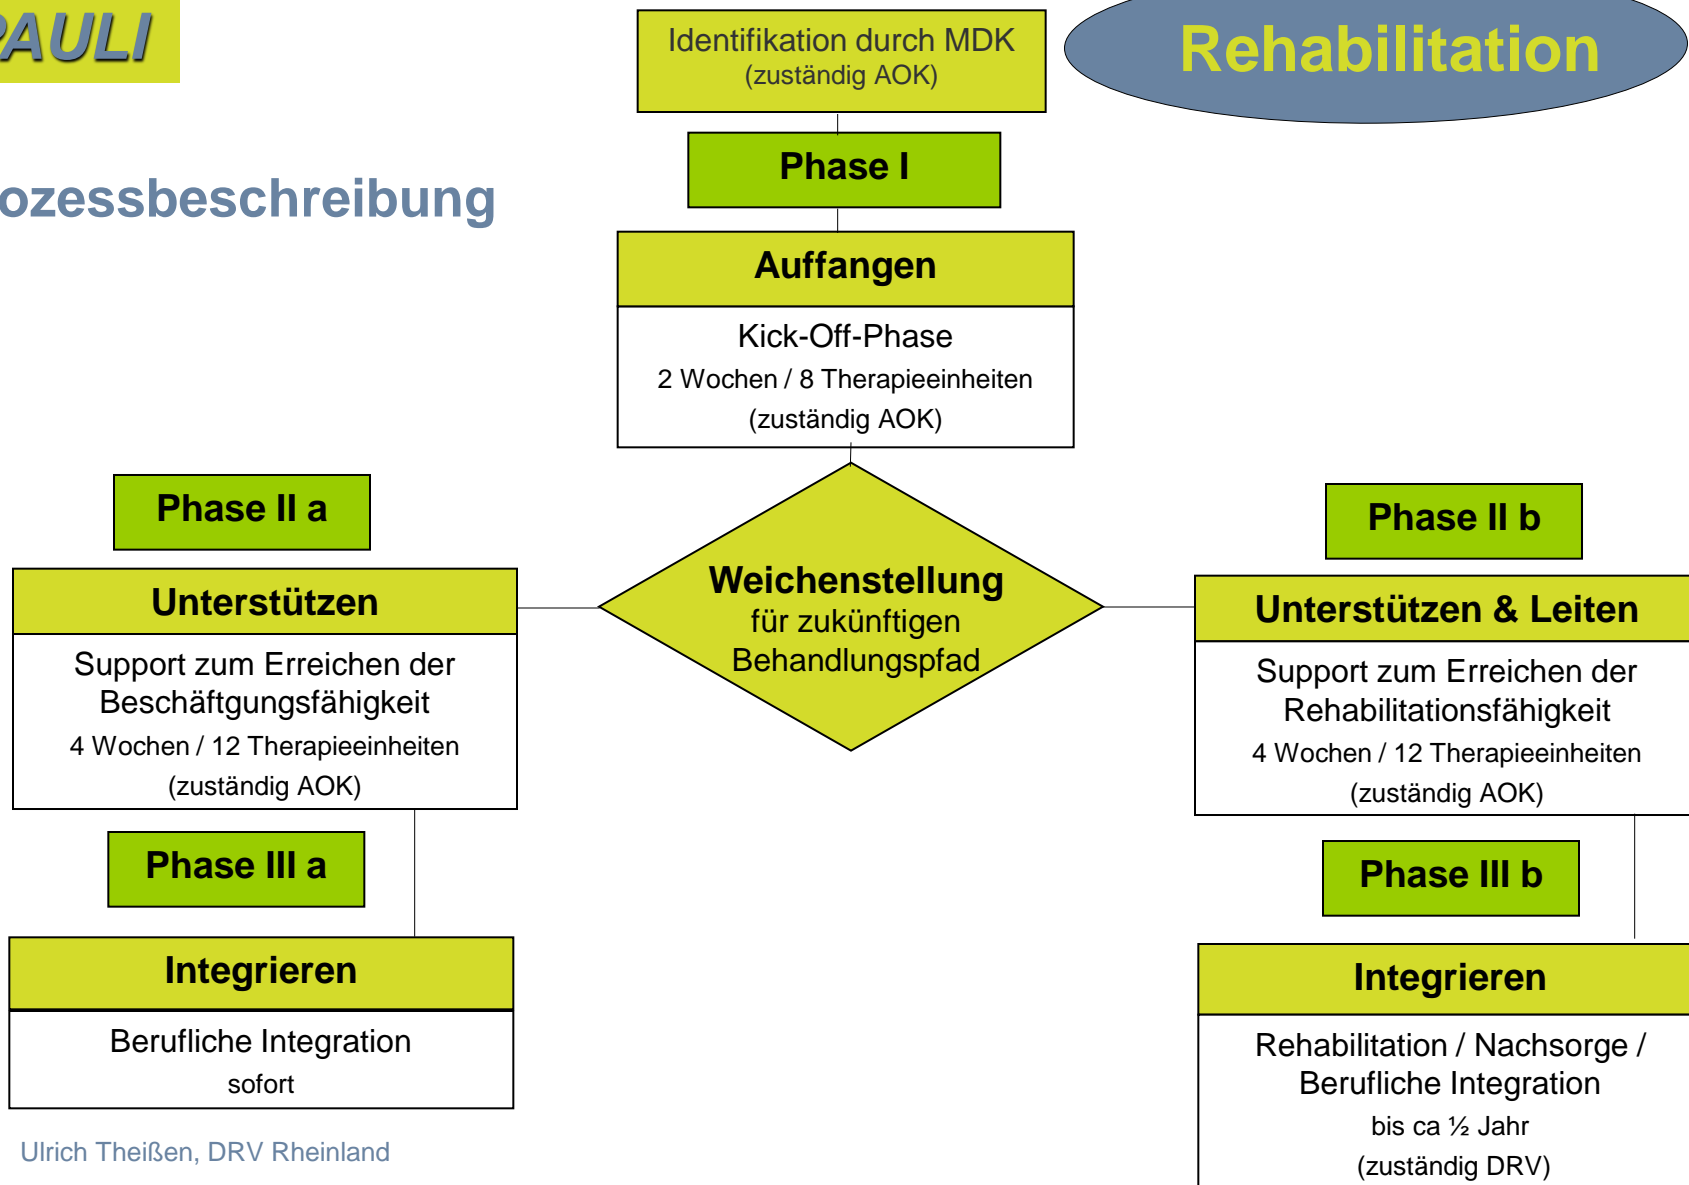 PAULI
Identifikation durch MDK
(zuständig AOK)
Rehabilitation
Phase I
ozessbeschreibung
Auffangen
Kick-Off-Phase
2 Wochen / 8 Therapieeinheiten
(zuständig AOK)
Phase II a
Phase II b
Weichenstellung
für zukünftigen
Behandlungspfad
Unterstützen
Support zum Erreichen der
Beschäftgungsfähigkeit
4 Wochen / 12 Therapieeinheiten
(zuständig AOK)
Unterstützen & Leiten
Support zum Erreichen der
Rehabilitationsfähigkeit
4 Wochen / 12 Therapieeinheiten
(zuständig AOK)
Phase III a
Phase III b
Integrieren
Berufliche Integration
sofort
Integrieren
Rehabilitation / Nachsorge /
Berufliche Integration
bis ca ½ Jahr
(zuständig DRV)
Ulrich Theißen, DRV Rheinland